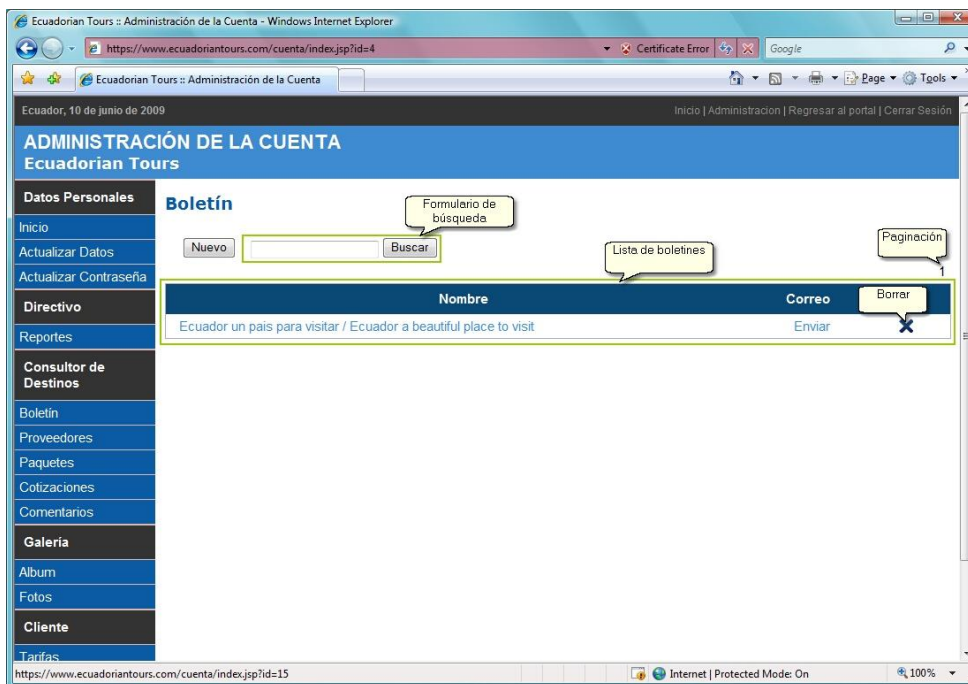 Ecuadorian Tours :: Administración de la Cuenta - Windows Internet Explorer
https://www.ecuadoriantours.com/cuenta/index.jsp?id=4
Certificate Error
Google
Ecuadorian Tours :: Administración de la Cuenta
Page
Tools
Ecuador, 10 de junio de 2009
Inicio | Administracion | Regresar al portal | Cerrar Sesión
ADMINISTRACIÓN DE LA CUENTA
Ecuadorian Tours
Datos Personales
Inicio
Actualizar Datos
Actualizar Contraseña
Directivo
Reportes
Consultor de
Destinos
Boletín
Proveedores
Paquetes
Cotizaciones
Comentarios
Galería
Album
Fotos
Cliente
Tarifas
Boletín
Formulario de
búsqueda
Nuevo
Buscar
Lista de boletines
Paginación
1
Nombre
Correo
Borrar
Ecuador un pais para visitar / Ecuador a beautiful place to visit
Enviar
https://www.ecuadoriantours.com/cuenta/index.jsp?id=15
Internet | Protected Mode: On
100%